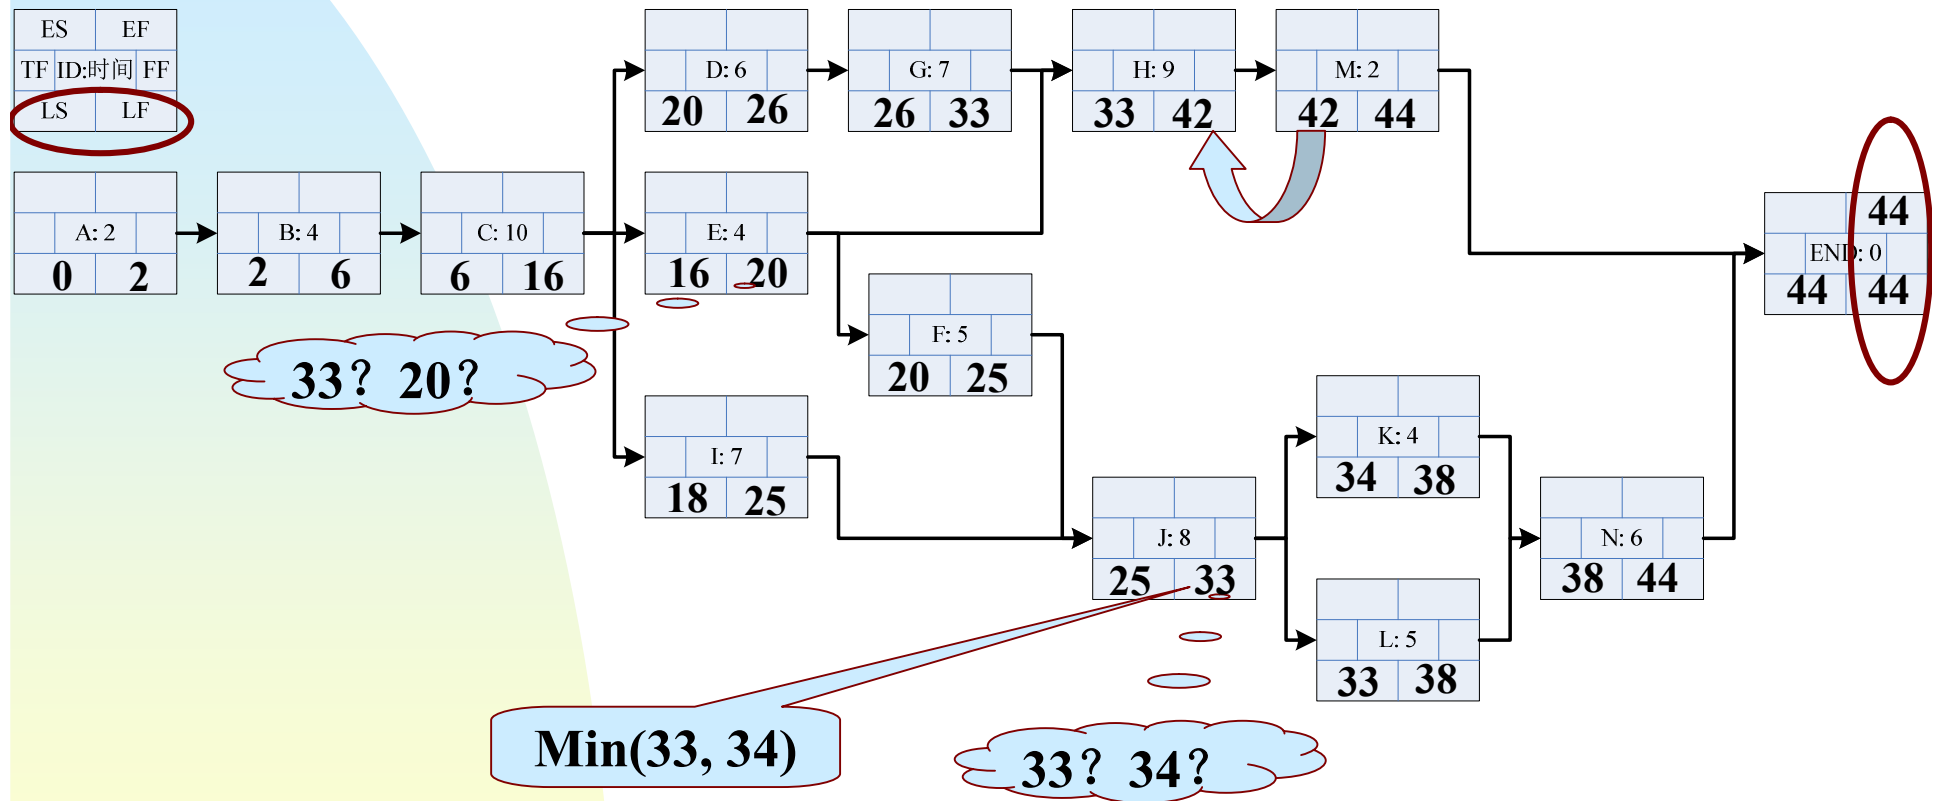 ES EF
TF ID:时间 FF
LS LF
D: 6
20 26
G: 7
26 33
H: 9
33 42
M: 2
42 44
A: 2
0 2
B: 4
2 6
C: 10
6 16
E: 4
16 20
44
END: 0
44 44
F: 5
20 25
33? 20?
I: 7
18 25
K: 4
34 38
J: 8
25 33
N: 6
38 44
L: 5
33 38
Min(33, 34)
33? 34?